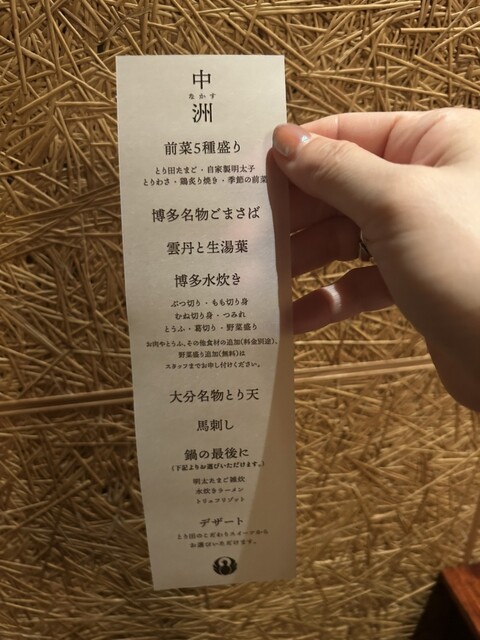 中
なかす
洲
前菜5種盛り
とり田たまご・自家製明太子
とりわさ・鶏炙り焼き・季節の前菜
博多名物ごまさば
雲丹と生湯葉
博多水炊き
ぶつ切り・もも切り身
むね切り身・つみれ
とうふ・葛切り・野菜盛り
お肉やとうふ、その他食材の追加(料金別途)、
野菜盛り追加(無料)は
スタッフまでお申し付けください。
大分名物とり天
馬刺し
鍋の最後に
(下記よりお選びいただけます。)
明太たまご雑炊
水炊きラーメン
トリュフリゾット
デザート
とり田のこだわりスイーツから
お選びいただけます。